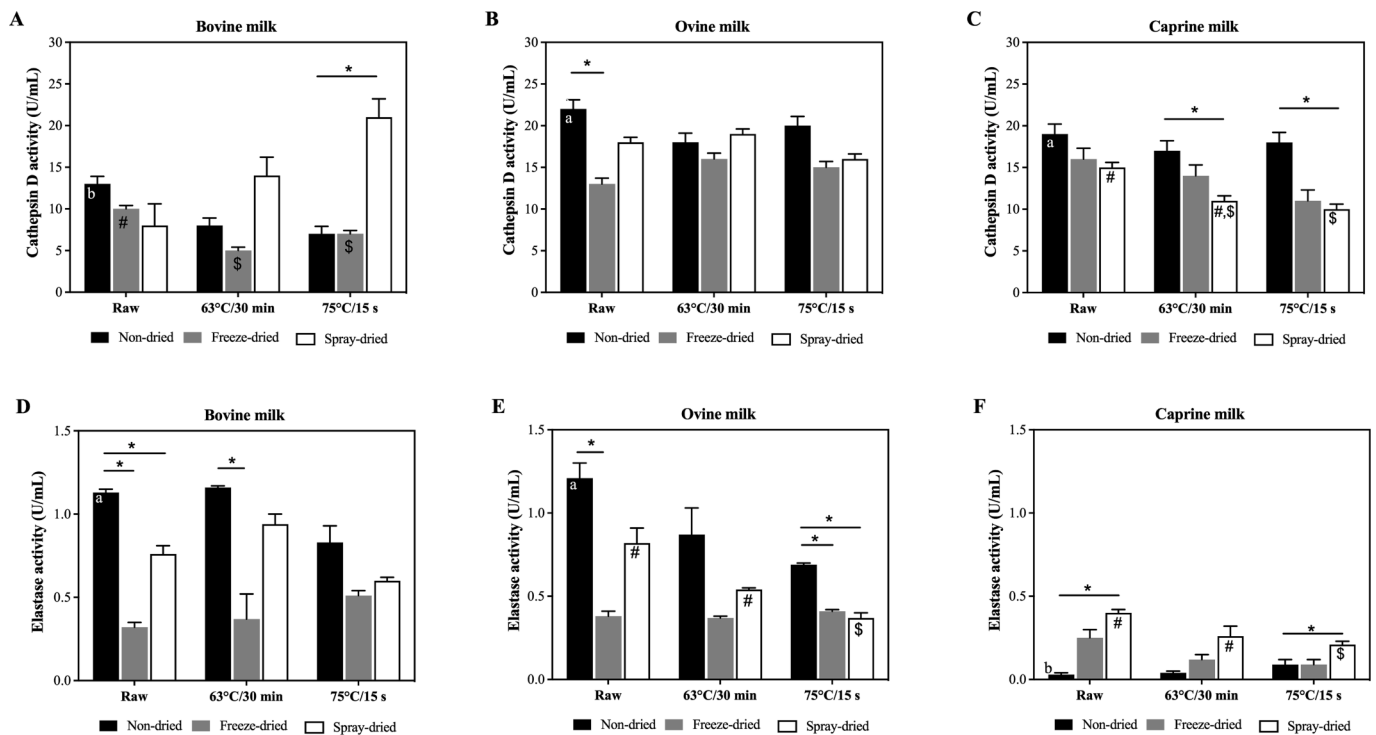 A
Bovine milk
Cathepsin D activity (U/mL)
30
25
20
15
10
5
0
*
b
#
$
$
Raw
63°C/30 min
75°C/15 s
Non-dried
Freeze-dried
Spray-dried
B
Ovine milk
Cathepsin D activity (U/mL)
30
25
20
15
10
5
0
*
a
Raw
63°C/30 min
75°C/15 s
Non-dried
Freeze-dried
Spray-dried
C
Caprine milk
Cathepsin D activity (U/mL)
30
25
20
15
10
5
0
*
*
a
#
#,$
$
Raw
63°C/30 min
75°C/15 s
Non-dried
Freeze-dried
Spray-dried
D
Bovine milk
Elastase activity (U/mL)
1.5
1.0
0.5
0.0
*
*
*
a
Raw
63°C/30 min
75°C/15 s
Non-dried
Freeze-dried
Spray-dried
E
Ovine milk
Elastase activity (U/mL)
1.5
1.0
0.5
0.0
*
*
*
a
#
#
$
Raw
63°C/30 min
75°C/15 s
Non-dried
Freeze-dried
Spray-dried
F
Caprine milk
Elastase activity (U/mL)
1.5
1.0
0.5
0.0
*
*
b
#
#
$
Raw
63°C/30 min
75°C/15 s
Non-dried
Freeze-dried
Spray-dried